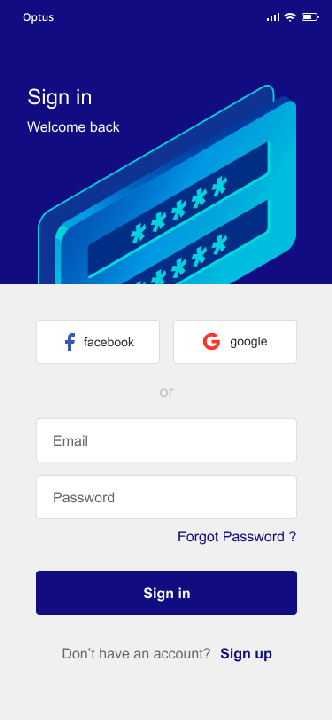 Optus
Sign in
Welcome back
*****
*****
facebook
google
or
Email
Password
Forgot Password ?
Sign in
Don't have an account? Sign up